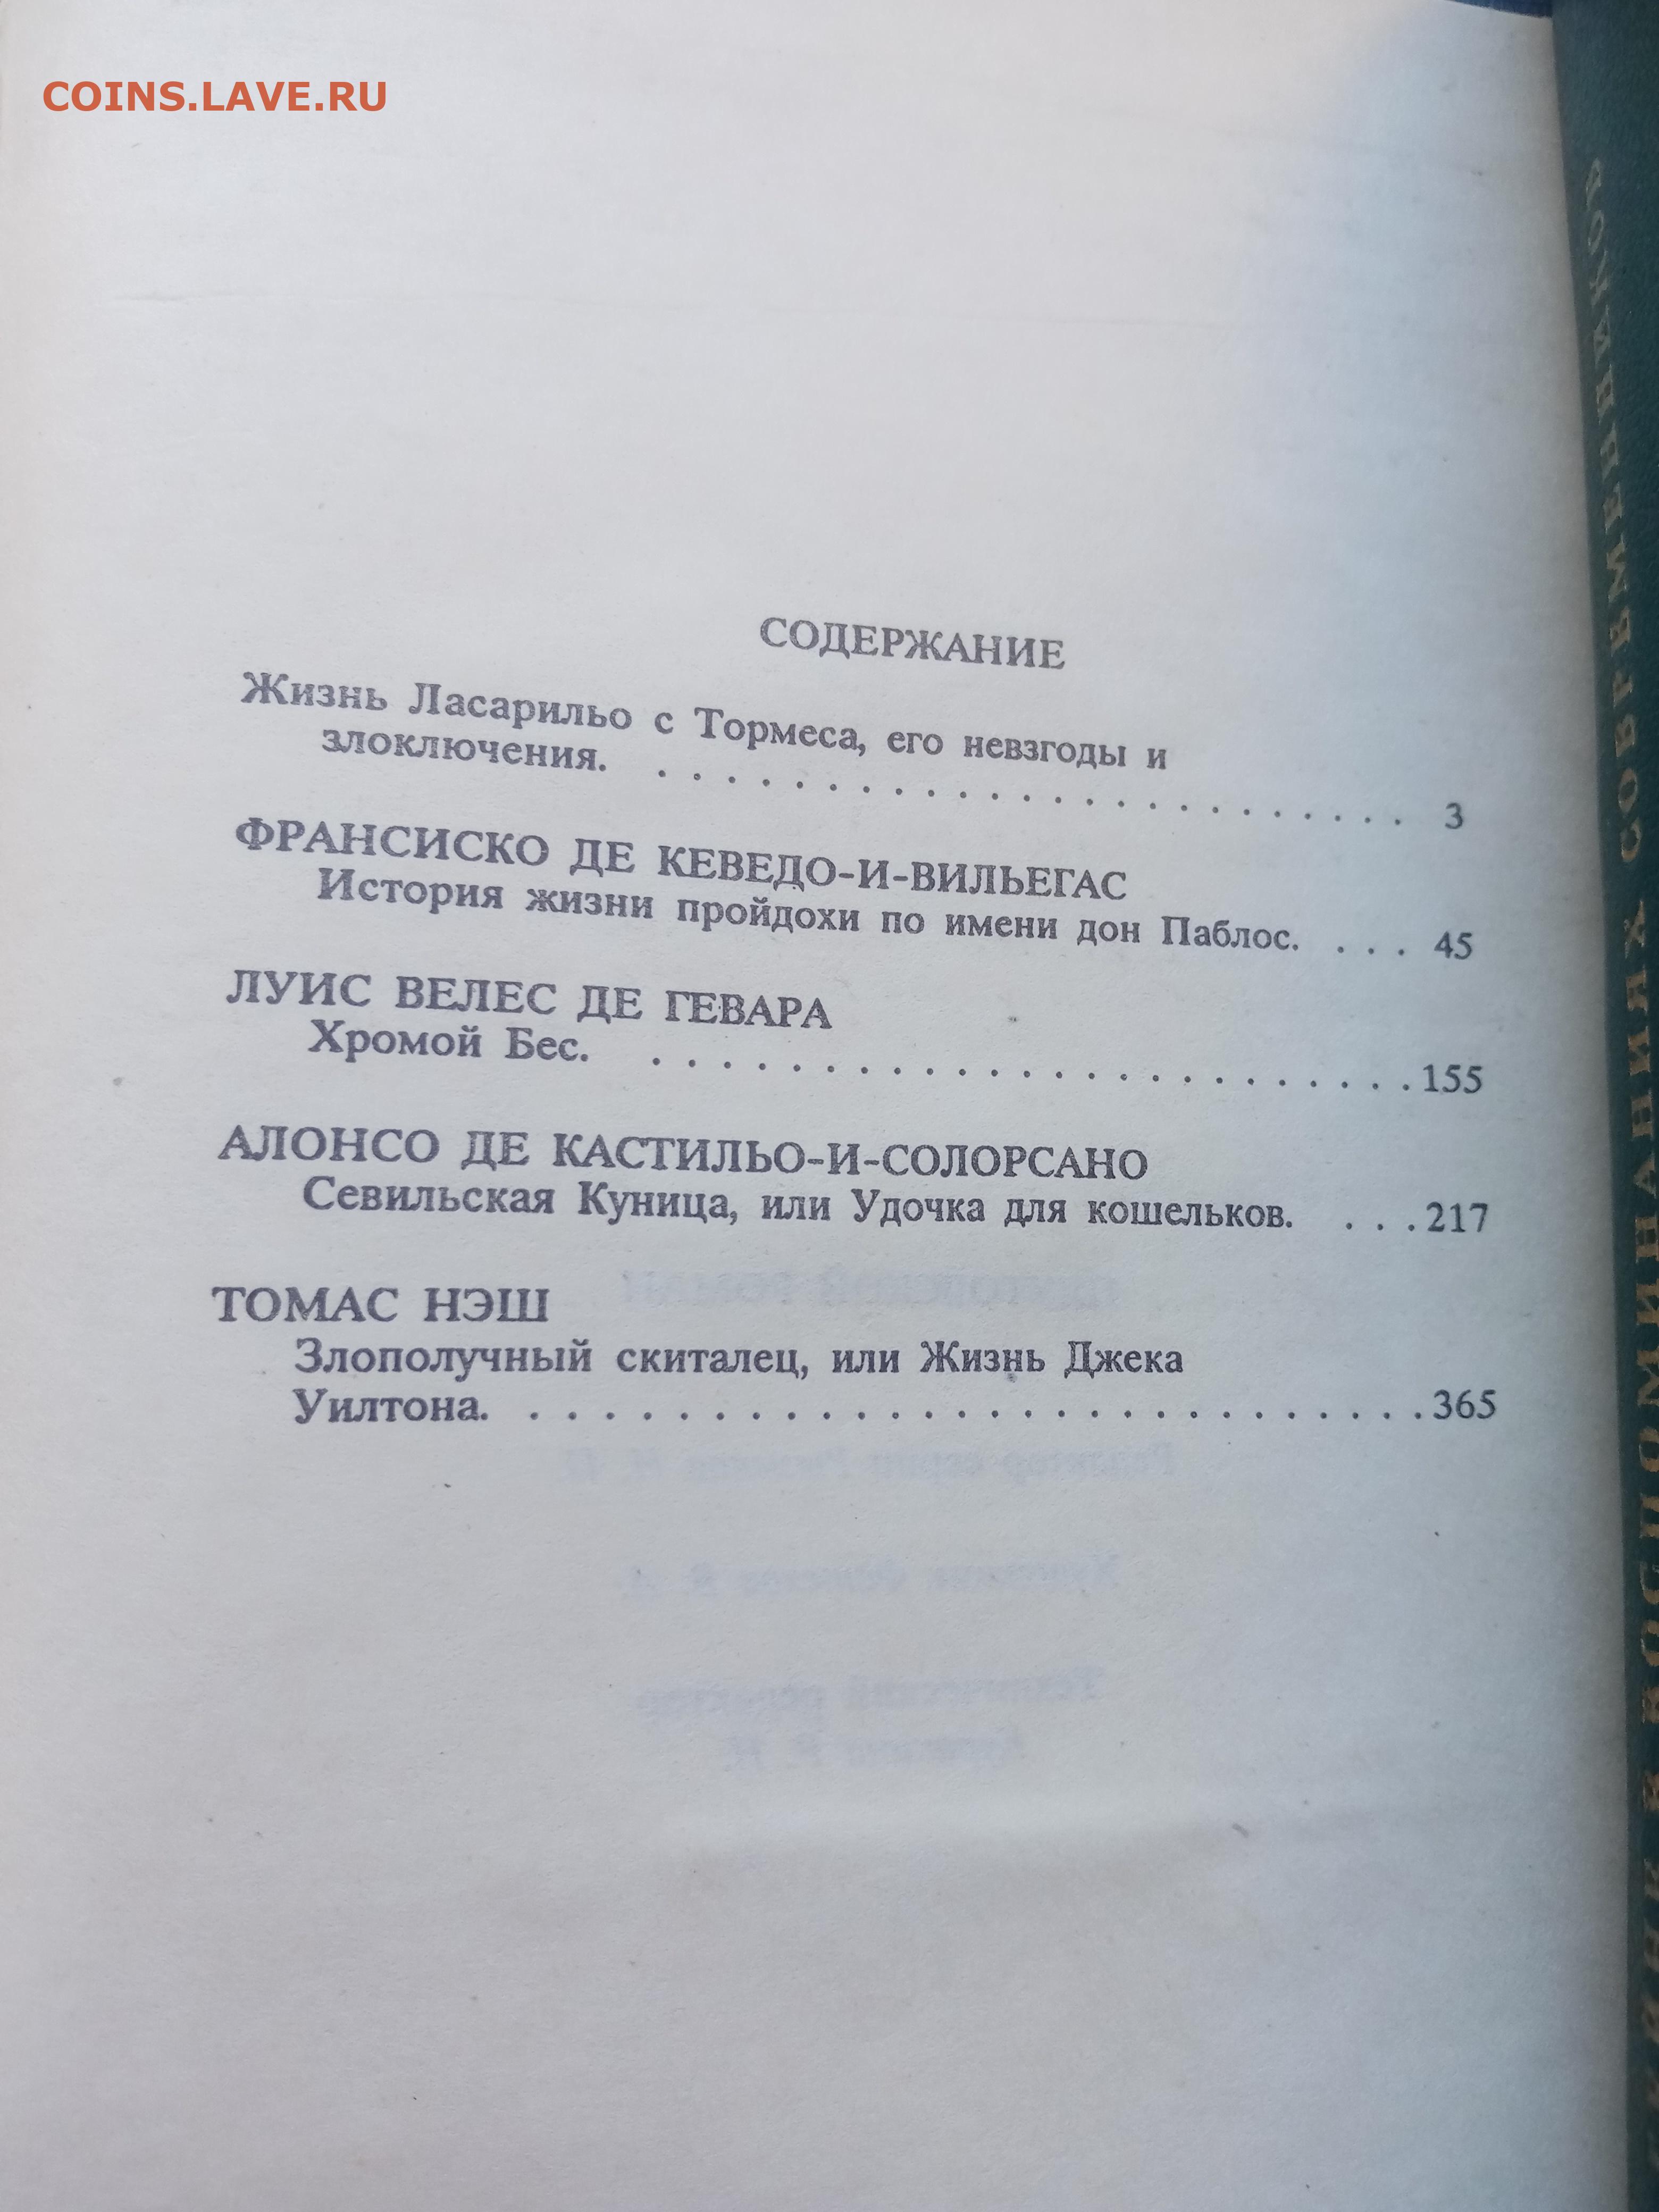 COINS.LAVE.RU
СОДЕРЖАНИЕ
Жизнь Ласарильо с Тормеса, его невзгоды и
злоключения. . . . . . . . . . . . . . . . . . . . . . . . 3
ФРАНСИСКО ДЕ КЕВЕДО-И-ВИЛЬЕГАС
История жизни пройдохи по имени дон Паблос. . . . 45
ЛУИС ВЕЛЕС ДЕ ГЕВАРА
Хромой Бес. . . . . . . . . . . . . . . . . . . . . . . . 155
АЛОНСО ДЕ КАСТИЛЬО-И-СОЛОРСАНО
Севильская Куница, или Удочка для кошельков. . . . 217
ТОМАС НЭШ
Злополучный скиталец, или Жизнь Джека
Уилтона. . . . . . . . . . . . . . . . . . . . . . . . . 365
В ВОСПОМИНАНИЯХ СОВРЕМЕННИКОВ